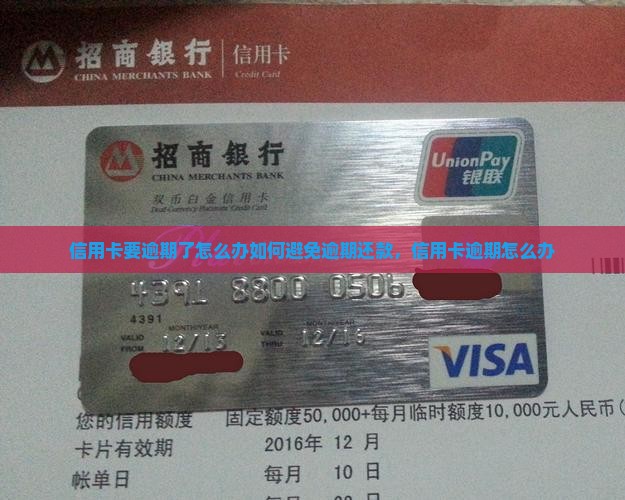 招商银行 信用卡
CHINA MERCHANTS BANK Credit Card
招商银行
CHINA MERCHANTS BANK
UnionPay
银联
双币白金信用卡
Dual-Currency Platinum Credit Card
信用卡要逾期了怎么办如何避免逾期还款，信用卡逾期怎么办
4391 8800 0506
4391
MONTH/YEAR MONTH/YEAR
VALID FROM 12/13 VALID THRU 12/16
VISA
您的信用额度 固定额度50,000+每月临时额度10,000元人民币(
卡片有效期 2016年 12 月
帐单日 每月 10 日